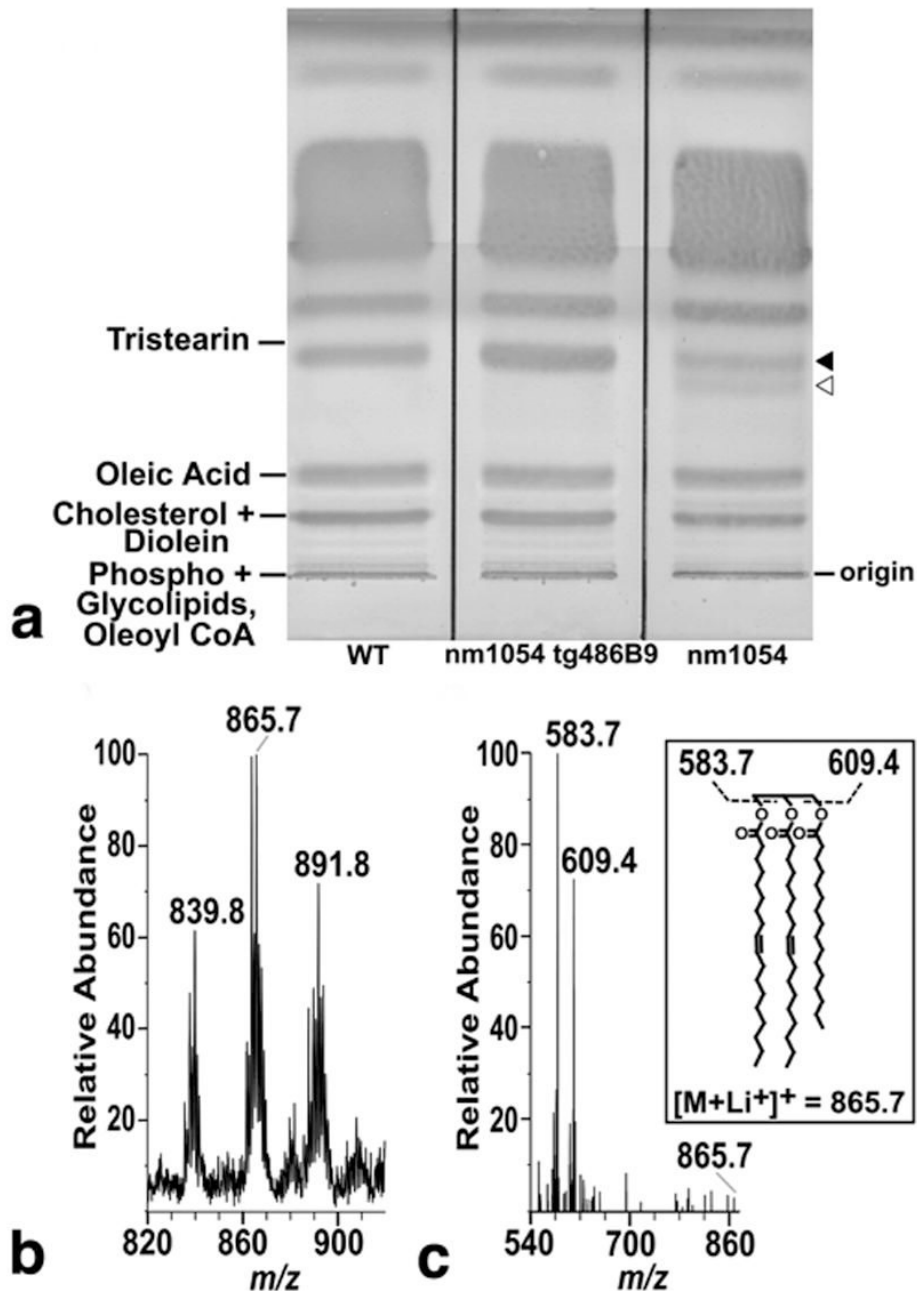 Tristearin
Oleic Acid
Cholesterol +
Diolein
Phospho +
Glycolipids,
Oleoyl CoA
origin
a
WT
nm1054 tg486B9
nm1054
865.7
839.8
891.8
Relative Abundance
100
80
60
40
20
820
860
900
m/z
b
583.7
609.4
865.7
Relative Abundance
100
80
60
40
20
540
700
860
m/z
c
583.7
609.4
O O O
O O O
[M+Li⁺]⁺ = 865.7